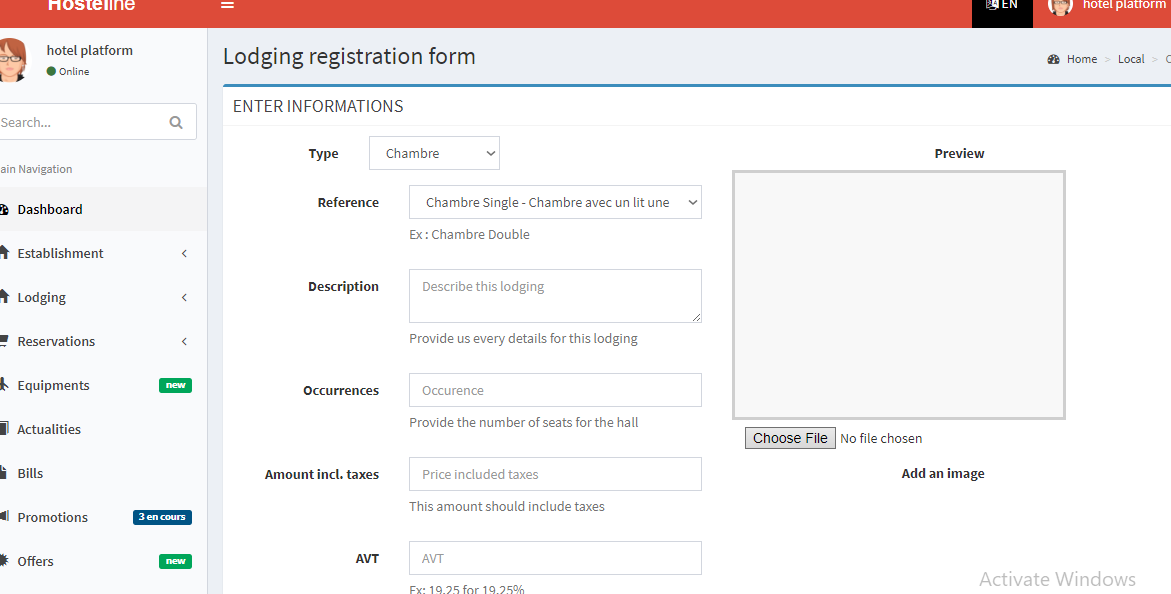 Hosteline
EN
hotel platform
hotel platform
Online
Search...
ain Navigation
Dashboard
Establishment
Lodging
Reservations
Equipments new
Actualities
Bills
Promotions 3 en cours
Offers new
Lodging registration form
Home > Local >
ENTER INFORMATIONS
Type Chambre
Reference Chambre Single - Chambre avec un lit une
Ex : Chambre Double
Description Describe this lodging
Provide us every details for this lodging
Occurrences Occurence
Provide the number of seats for the hall
Amount incl. taxes Price included taxes
This amount should include taxes
AVT AVT
Ex: 19.25 for 19.25%
Preview
Choose File No file chosen
Add an image
Activate Windows